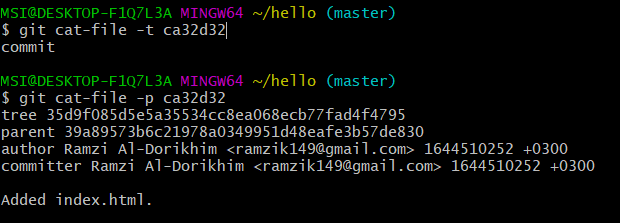 MSI@DESKTOP-F1Q7L3A MINGW64 ~/hello (master)
$ git cat-file -t ca32d32
commit
MSI@DESKTOP-F1Q7L3A MINGW64 ~/hello (master)
$ git cat-file -p ca32d32
tree 35d9f085d5e5a35534cc8ea068ecb77fad4f4795
parent 39a89573b6c21978a0349951d48eafe3b57de830
author Ramzi Al-Dorikhim <ramzik149@gmail.com> 1644510252 +0300
committer Ramzi Al-Dorikhim <ramzik149@gmail.com> 1644510252 +0300
Added index.html.